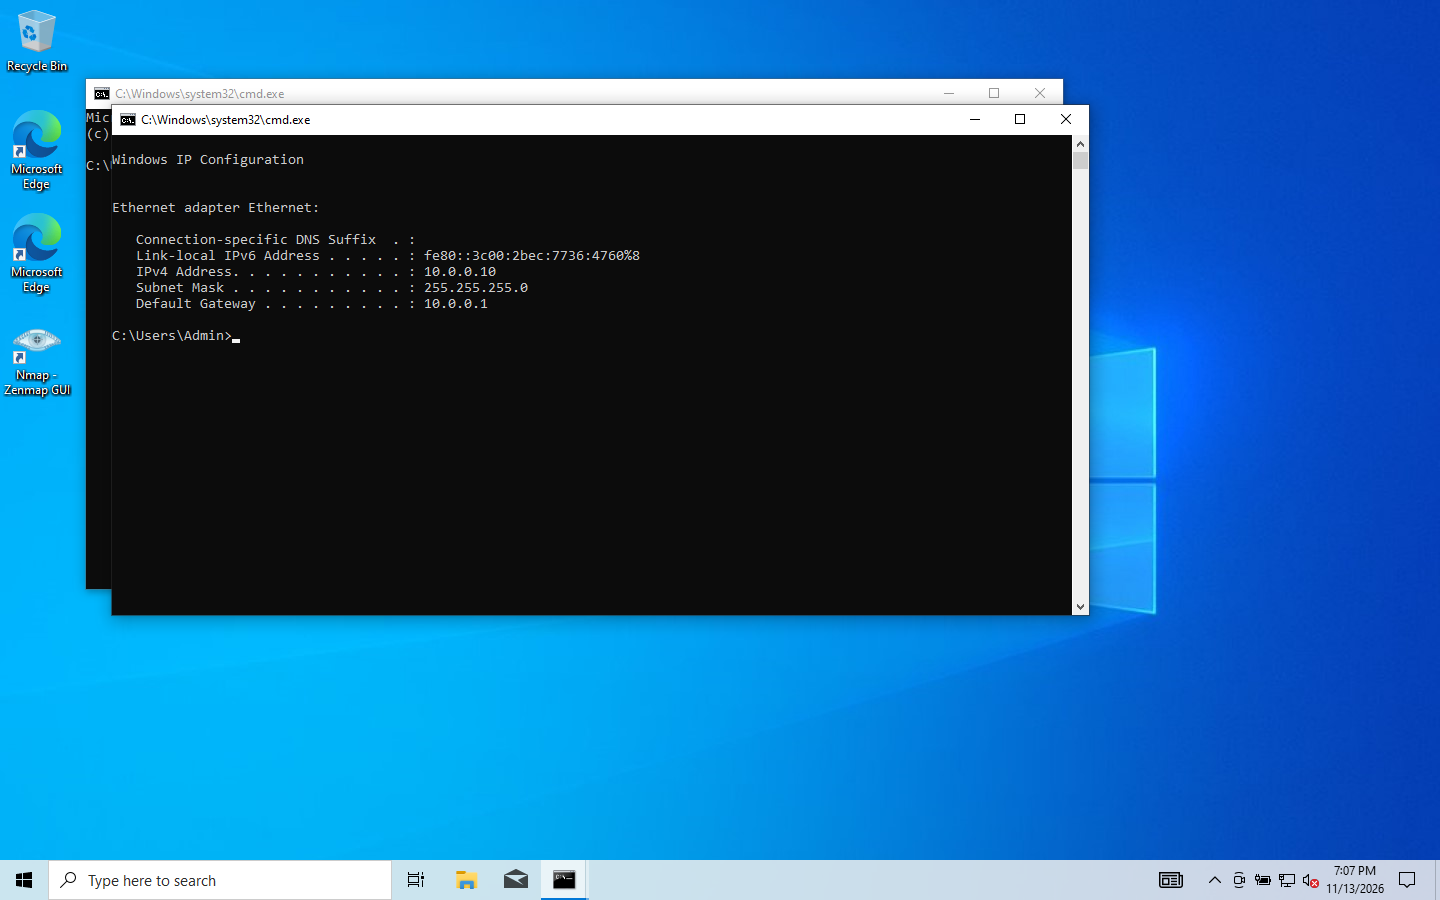 Recycle Bin
Microsoft
Edge
Microsoft
Edge
Nmap -
Zenmap GUI
C:\Windows\system32\cmd.exe
Mic
(c)
C:\
C:\Windows\system32\cmd.exe
Windows IP Configuration
Ethernet adapter Ethernet:
Connection-specific DNS Suffix  . :
Link-local IPv6 Address . . . . . : fe80::3c00:2bec:7736:4760%8
IPv4 Address. . . . . . . . . . . : 10.0.0.10
Subnet Mask . . . . . . . . . . . : 255.255.255.0
Default Gateway . . . . . . . . . : 10.0.0.1
C:\Users\Admin>
Type here to search
7:07 PM
11/13/2026